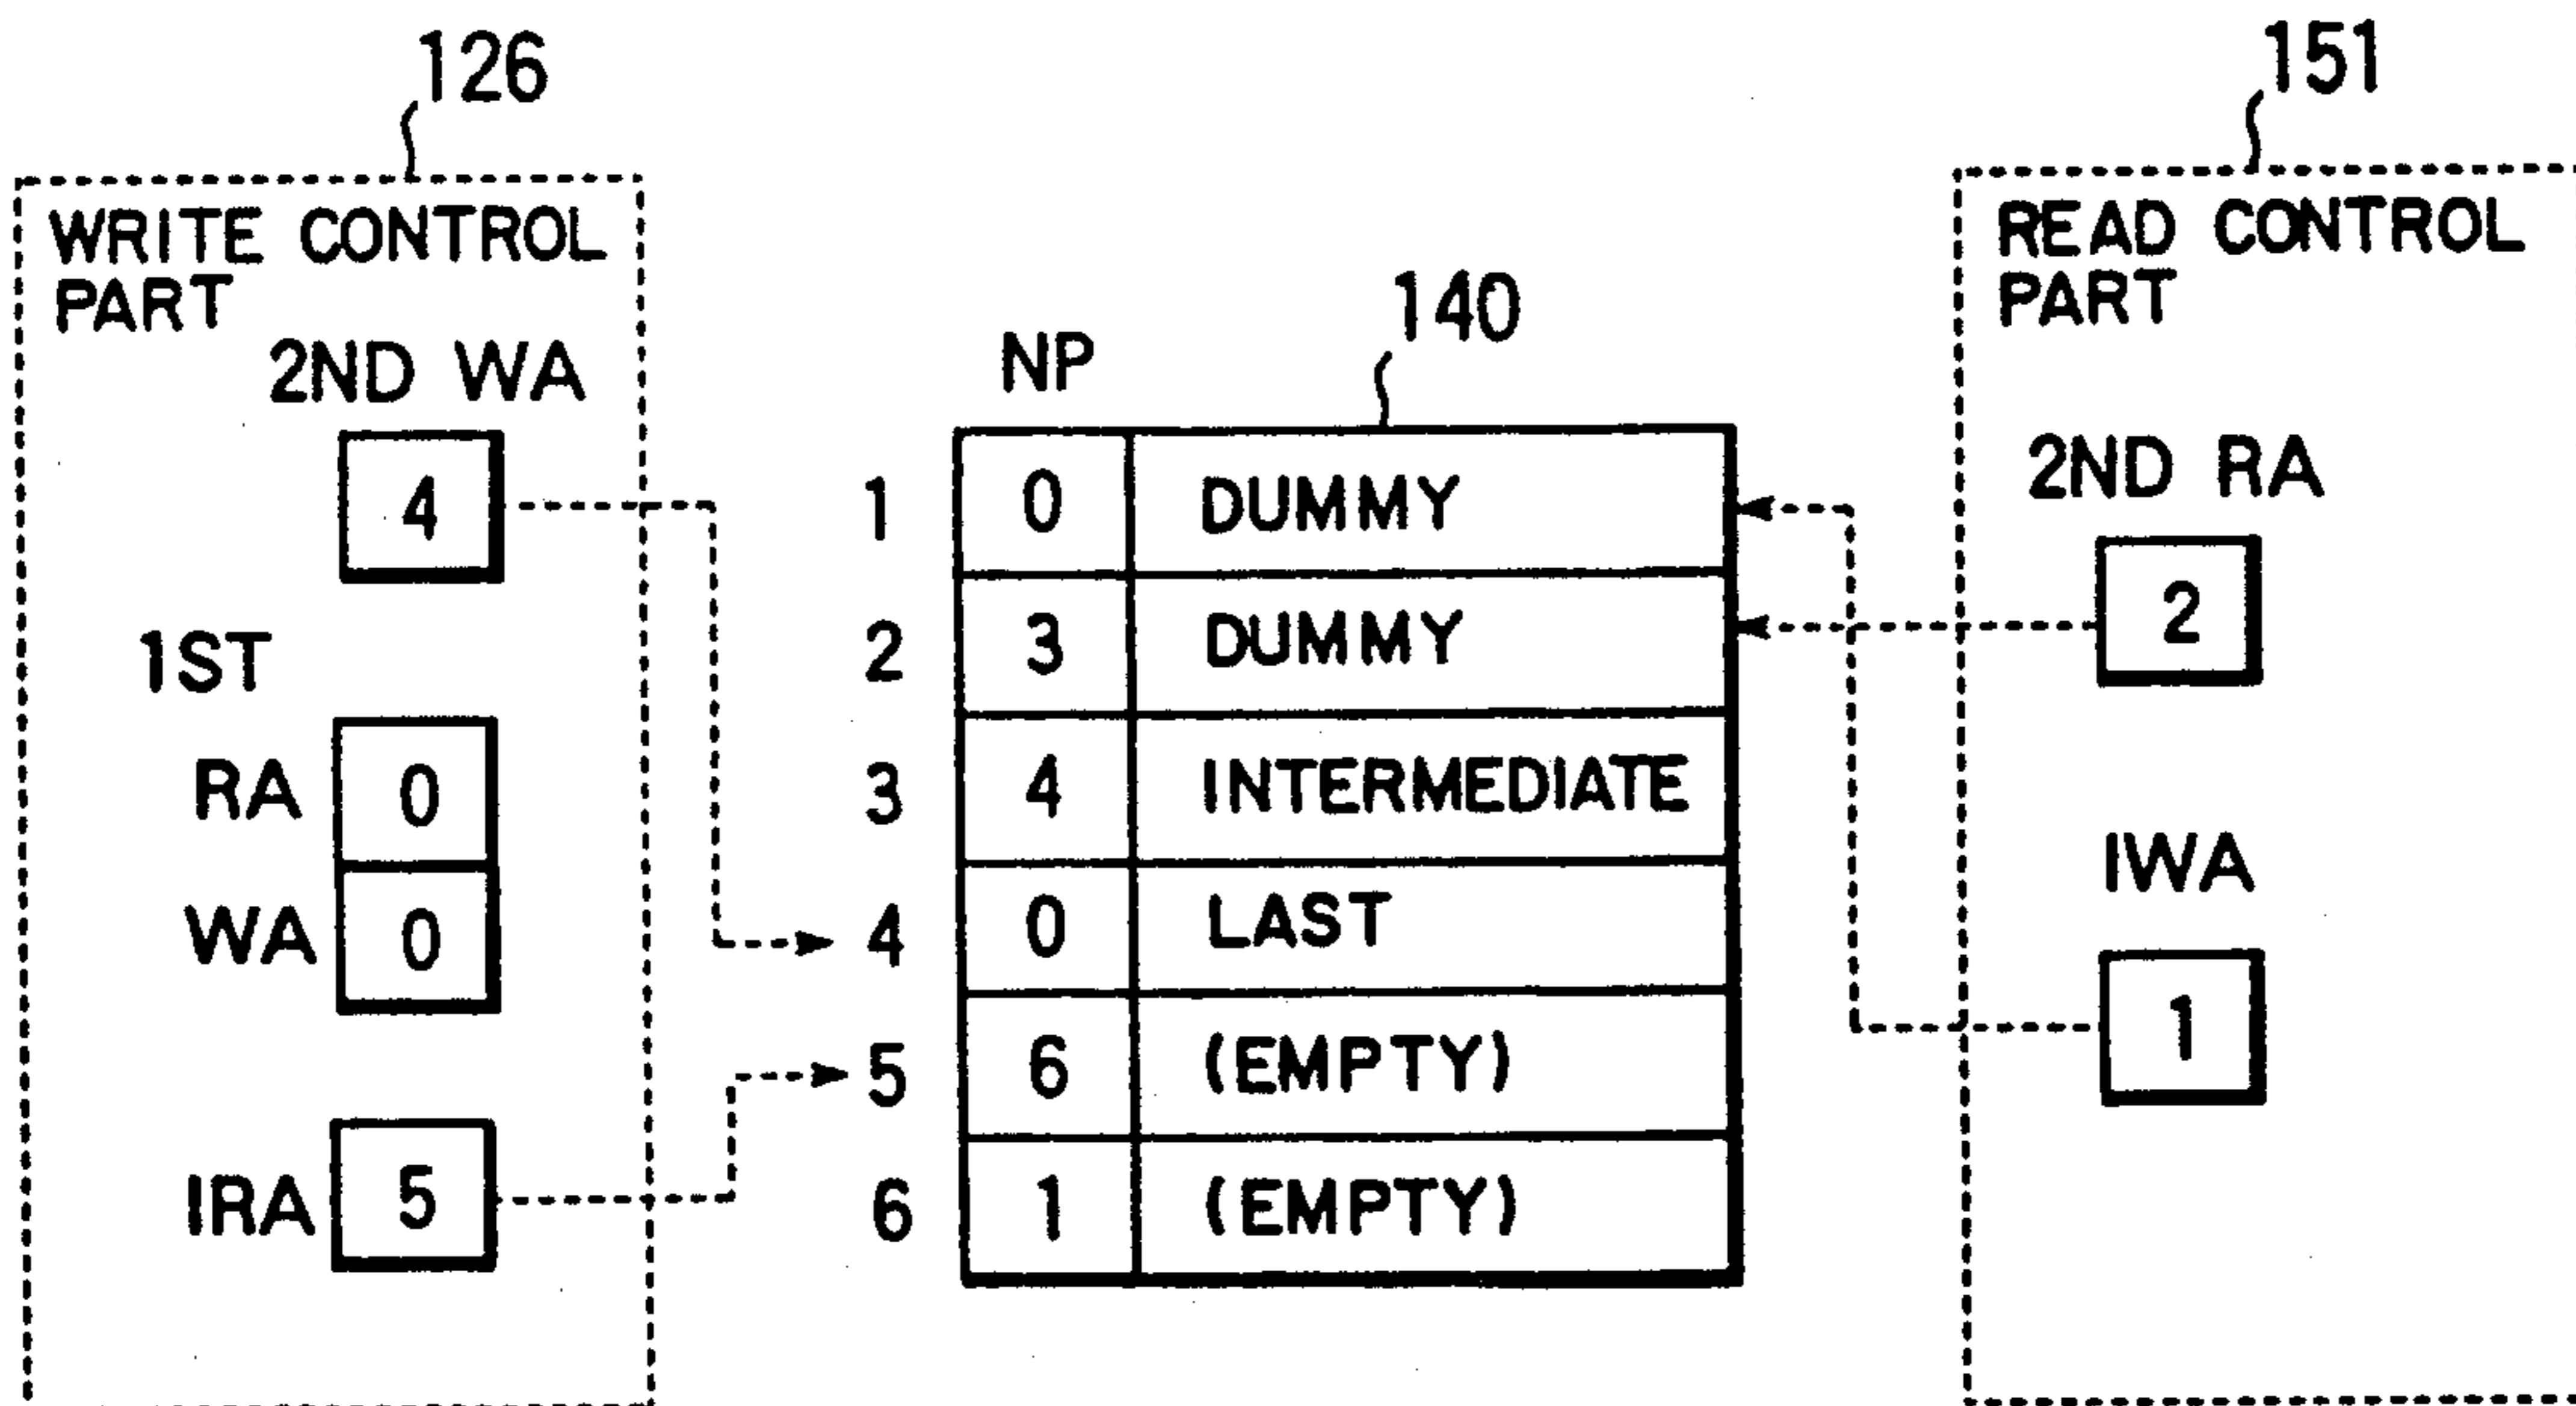 126
WRITE CONTROL
PART
2ND WA
4
1ST
RA 0
WA 0
IRA 5
NP
140
1 0 DUMMY
2 3 DUMMY
3 4 INTERMEDIATE
4 0 LAST
5 6 (EMPTY)
6 1 (EMPTY)
151
READ CONTROL
PART
2ND RA
2
IWA
1